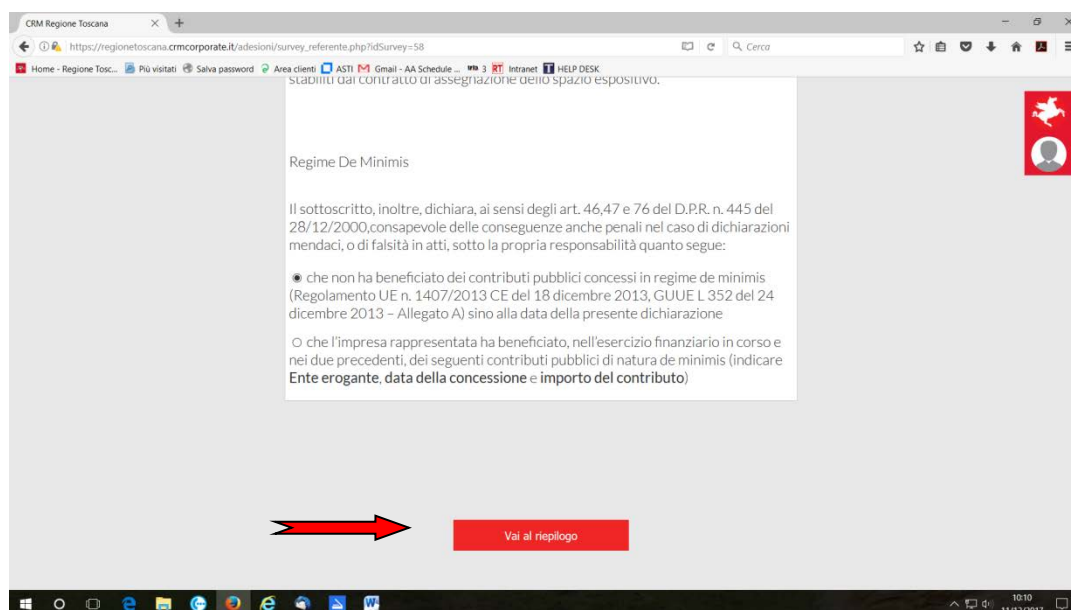 CRM Regione Toscana
https://regionetoscana.crmcorporate.it/adesioni/survey_referente.php?idSurvey=58
Cerca
Home - Regione Tosc... Più visitati Salva password Area clienti ASTI Gmail - AA Schedule ... 3 RT Intranet HELP DESK
stabiliti dal contratto di assegnazione dello spazio espositivo.
Regime De Minimis
Il sottoscritto, inoltre, dichiara, ai sensi degli art. 46,47 e 76 del D.P.R. n. 445 del
28/12/2000,consapevole delle conseguenze anche penali nel caso di dichiarazioni
mendaci, o di falsità in atti, sotto la propria responsabilità quanto segue:
che non ha beneficiato dei contributi pubblici concessi in regime de minimis
(Regolamento UE n. 1407/2013 CE del 18 dicembre 2013, GUUE L 352 del 24
dicembre 2013 – Allegato A) sino alla data della presente dichiarazione
che l'impresa rappresentata ha beneficiato, nell'esercizio finanziario in corso e
nei due precedenti, dei seguenti contributi pubblici di natura de minimis (indicare
Ente erogante, data della concessione e importo del contributo)
Vai al riepilogo
10:10